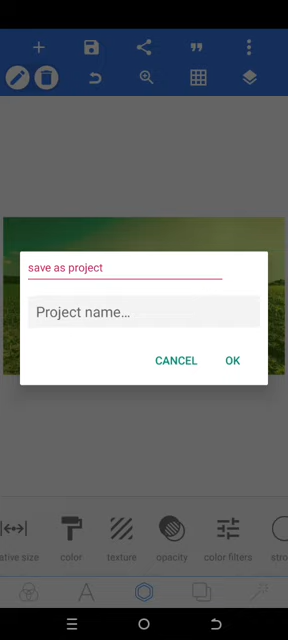 save as project
Project name…
CANCEL OK
ative size color texture opacity color filters stro